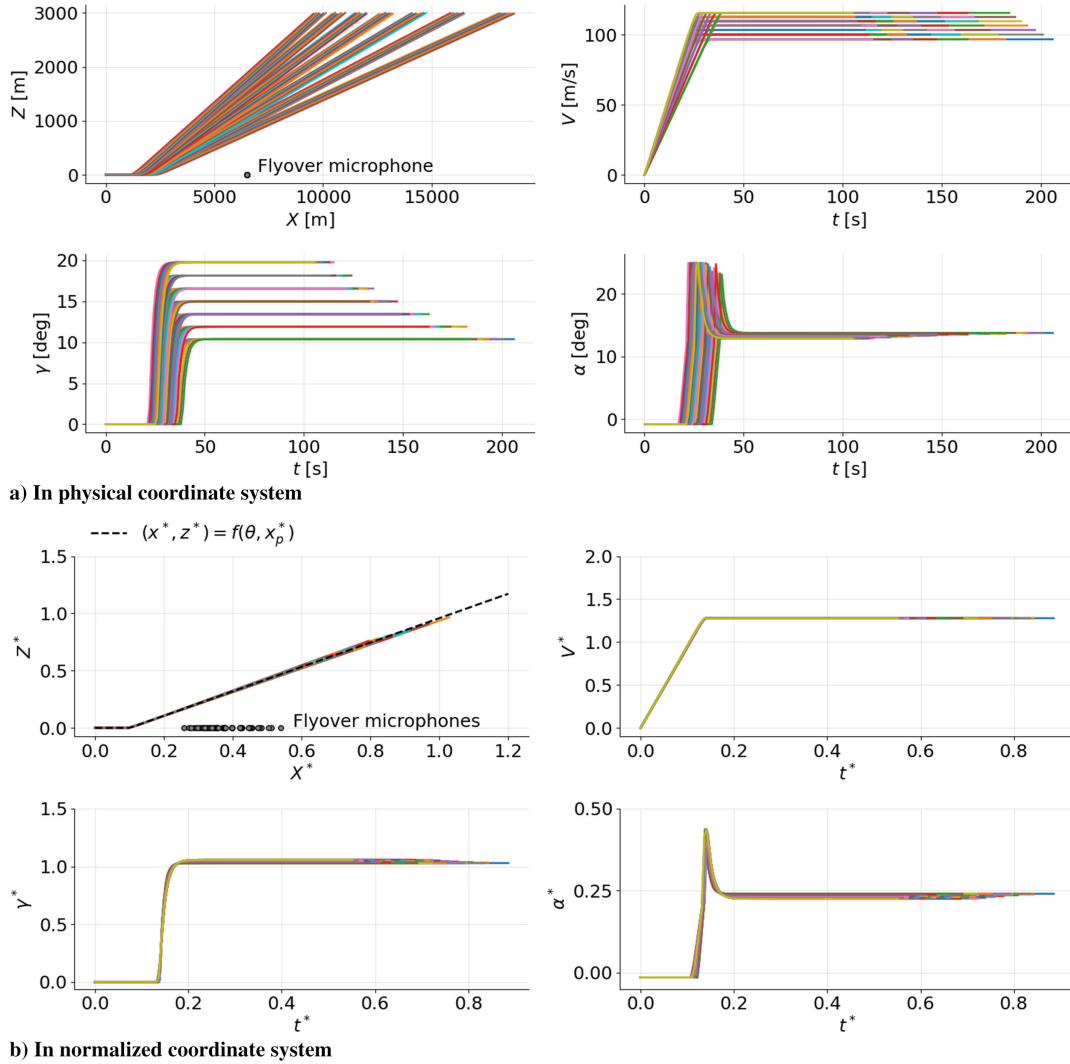 3000
2000
1000
0
Z [m]
Flyover microphone
0 5000 10000 15000
X [m]
100
50
0
V [m/s]
0 50 100 150 200
t [s]
20
15
10
5
0
γ [deg]
0 50 100 150 200
t [s]
20
10
0
α [deg]
0 50 100 150 200
t [s]
a) In physical coordinate system
(x*, z*) = f(θ, x*p)
1.5
1.0
0.5
0.0
Z*
Flyover microphones
0.0 0.2 0.4 0.6 0.8 1.0 1.2
X*
2.0
1.5
1.0
0.5
0.0
V*
0.0 0.2 0.4 0.6 0.8
t*
1.5
1.0
0.5
0.0
γ*
0.0 0.2 0.4 0.6 0.8
t*
0.50
0.25
0.00
α*
0.0 0.2 0.4 0.6 0.8
t*
b) In normalized coordinate system